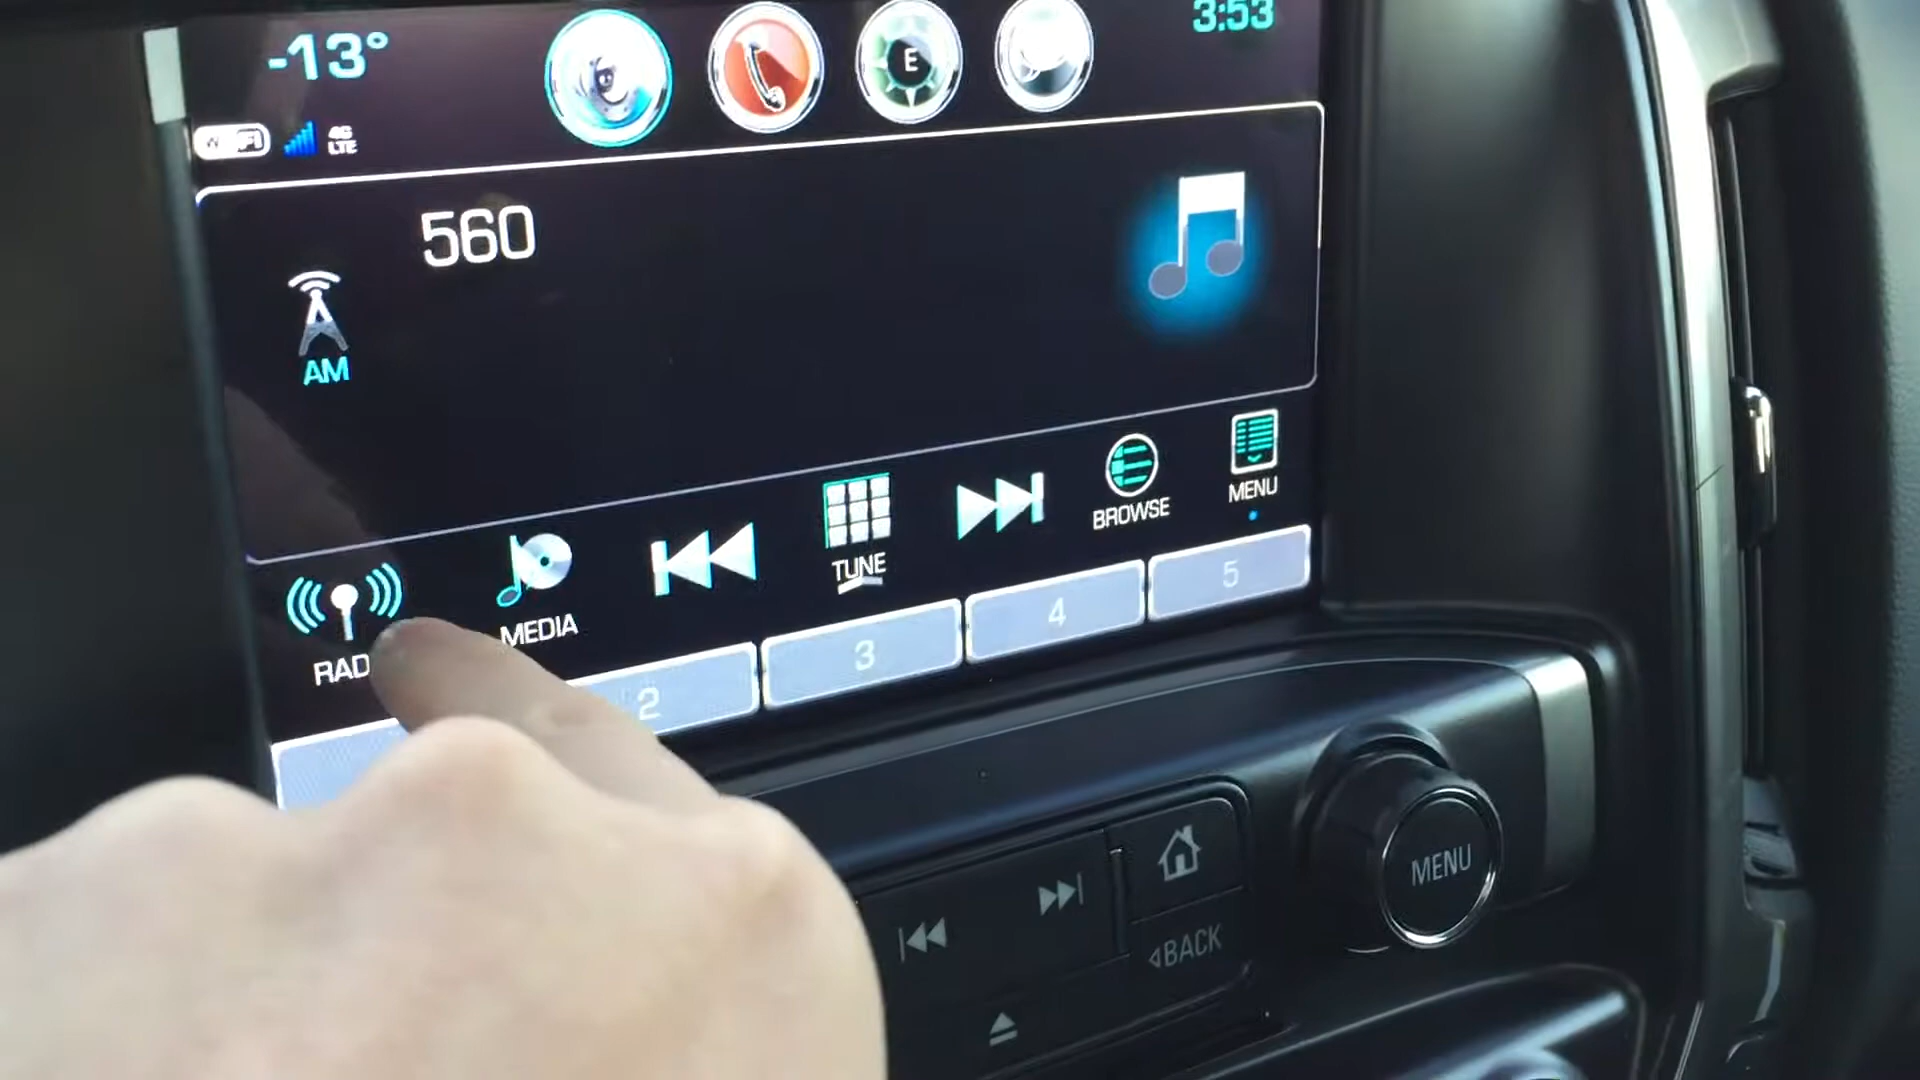 -13°
3:53
E
WiFi 4G
LTE
560
AM
MENU
BROWSE
TUNE
MEDIA
RAD
2
3
4
5
MENU
BACK